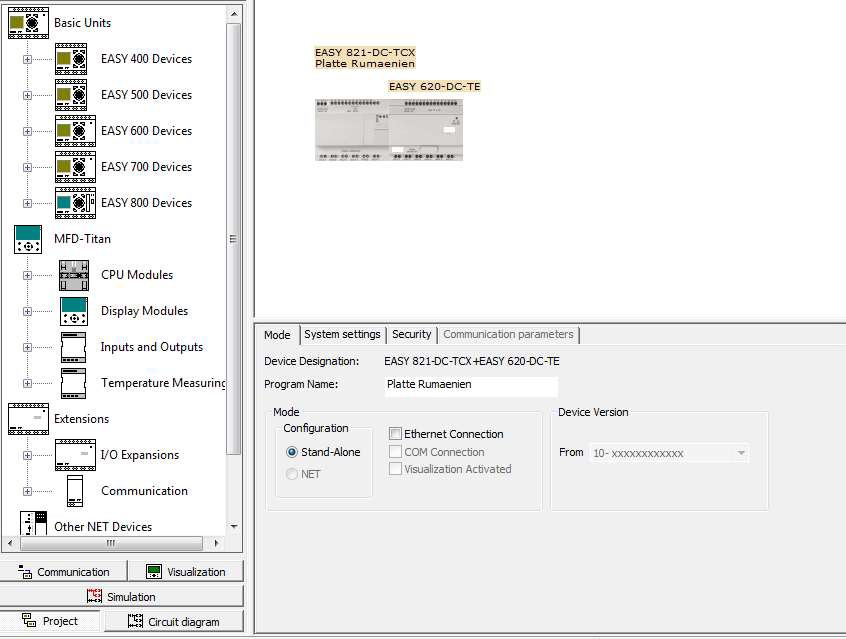 Basic Units
EASY 400 Devices
EASY 500 Devices
EASY 600 Devices
EASY 700 Devices
EASY 800 Devices
MFD-Titan
CPU Modules
Display Modules
Inputs and Outputs
Temperature Measuring
Extensions
I/O Expansions
Communication
Other NET Devices
Communication
Visualization
Simulation
Project
Circuit diagram
EASY 821-DC-TCX
Platte Rumaenien
EASY 620-DC-TE
Mode
System settings
Security
Communication parameters
Device Designation:
EASY 821-DC-TCX+EASY 620-DC-TE
Program Name:
Platte Rumaenien
Mode
Configuration
Stand-Alone
NET
Ethernet Connection
COM Connection
Visualization Activated
Device Version
From
10- xxxxxxxxxxxx